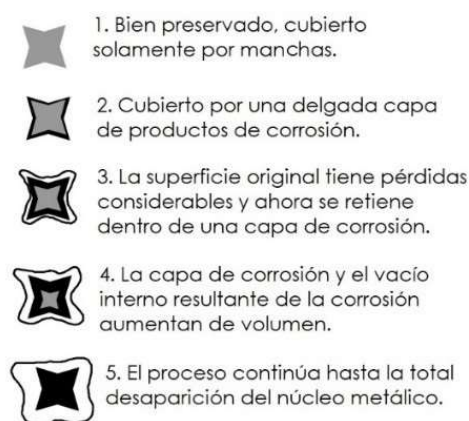 1. Bien preservado, cubierto
solamente por manchas.
2. Cubierto por una delgada capa
de productos de corrosión.
3. La superficie original tiene pérdidas
considerables y ahora se retiene
dentro de una capa de corrosión.
4. La capa de corrosión y el vacío
interno resultante de la corrosión
aumentan de volumen.
5. El proceso continúa hasta la total
desaparición del núcleo metálico.